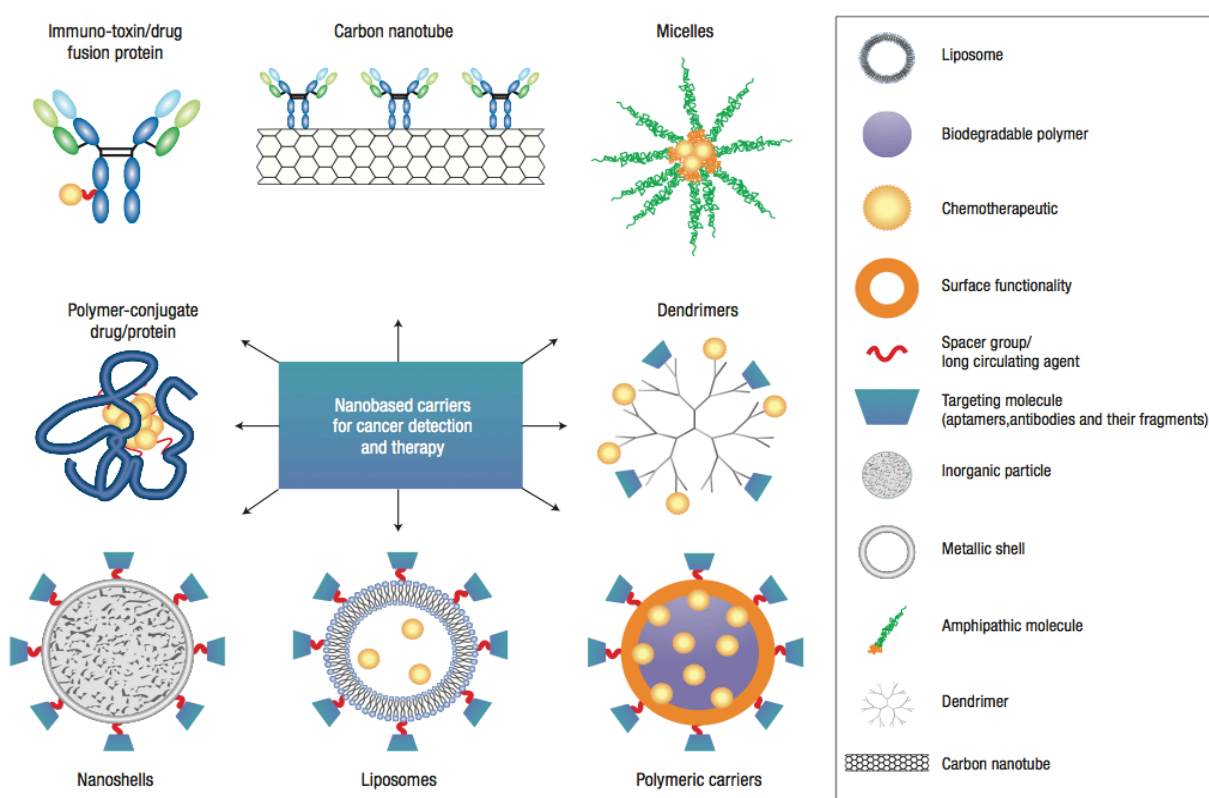 Immuno-toxin/drug
fusion protein
Carbon nanotube
Micelles
Polymer-conjugate
drug/protein
Dendrimers
Nanobased carriers
for cancer detection
and therapy
Nanoshells
Liposomes
Polymeric carriers
Liposome
Biodegradable polymer
Chemotherapeutic
Surface functionality
Spacer group/
long circulating agent
Targeting molecule
(aptamers,antibodies and their fragments)
Inorganic particle
Metallic shell
Amphipathic molecule
Dendrimer
Carbon nanotube